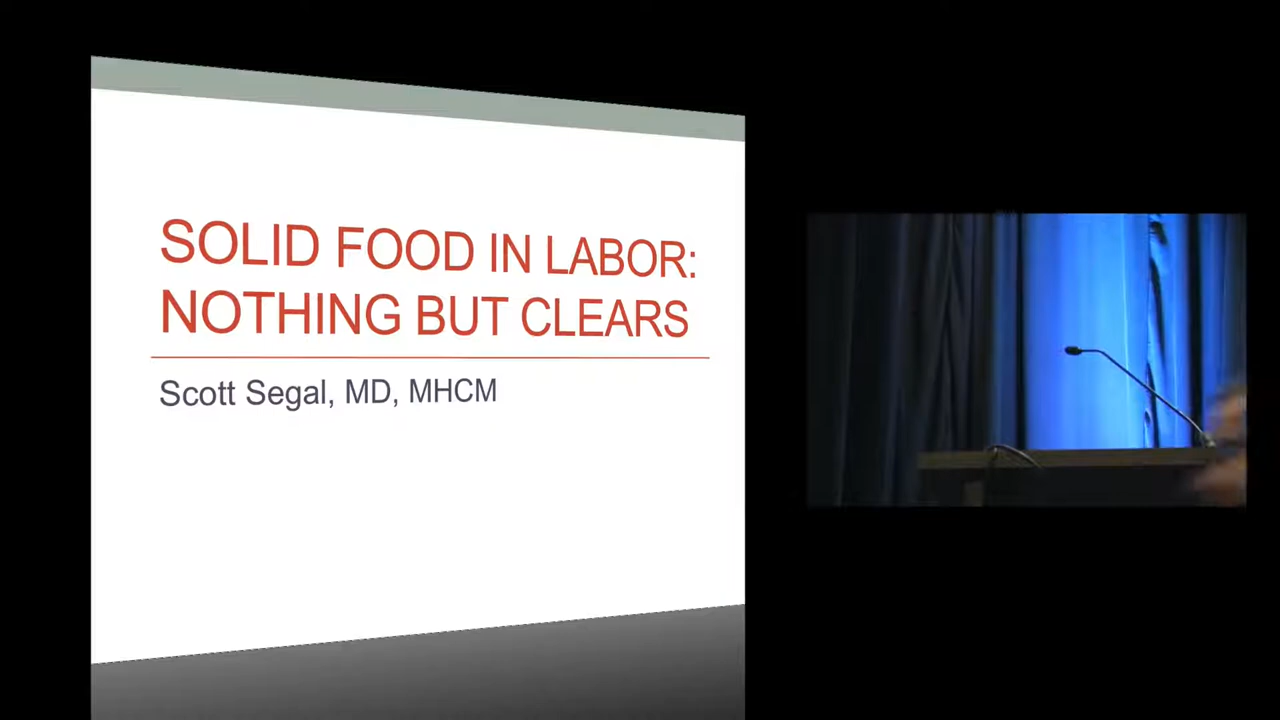 SOLID FOOD IN LABOR:
NOTHING BUT CLEARS
Scott Segal, MD, MHCM